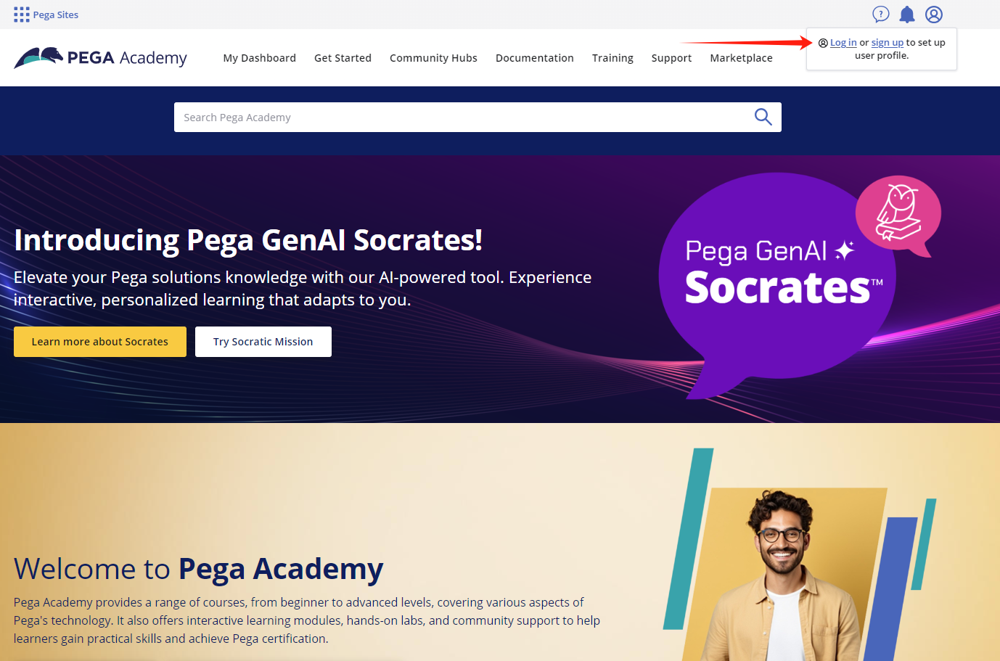 Pega Sites
?
Log in or sign up to set up
user profile.
PEGA Academy
My Dashboard Get Started Community Hubs Documentation Training Support Marketplace
Search Pega Academy
Introducing Pega GenAI Socrates!
Elevate your Pega solutions knowledge with our AI-powered tool. Experience
interactive, personalized learning that adapts to you.
Learn more about Socrates Try Socratic Mission
Pega GenAI
Socrates™
Welcome to Pega Academy
Pega Academy provides a range of courses, from beginner to advanced levels, covering various aspects of
Pega's technology. It also offers interactive learning modules, hands-on labs, and community support to help
learners gain practical skills and achieve Pega certification.